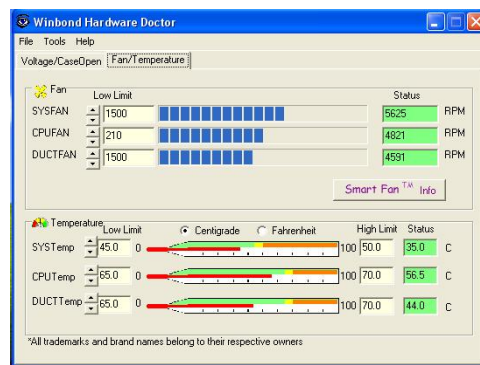 Winbond Hardware Doctor
File Tools Help
Voltage/CaseOpen Fan/Temperature
Fan Low Limit Status
SYSFAN 1500 5625 RPM
CPUFAN 210 4821 RPM
DUCTFAN 1500 4591 RPM
Smart Fan T.M Info
Temperature Low Limit Centigrade Fahrenheit High Limit Status
SYSTemp 45.0 0 100 50.0 35.0 C
CPUTemp 65.0 0 100 70.0 56.5 C
DUCTTemp 65.0 0 100 70.0 44.0 C
*All trademarks and brand names belong to their respective owners